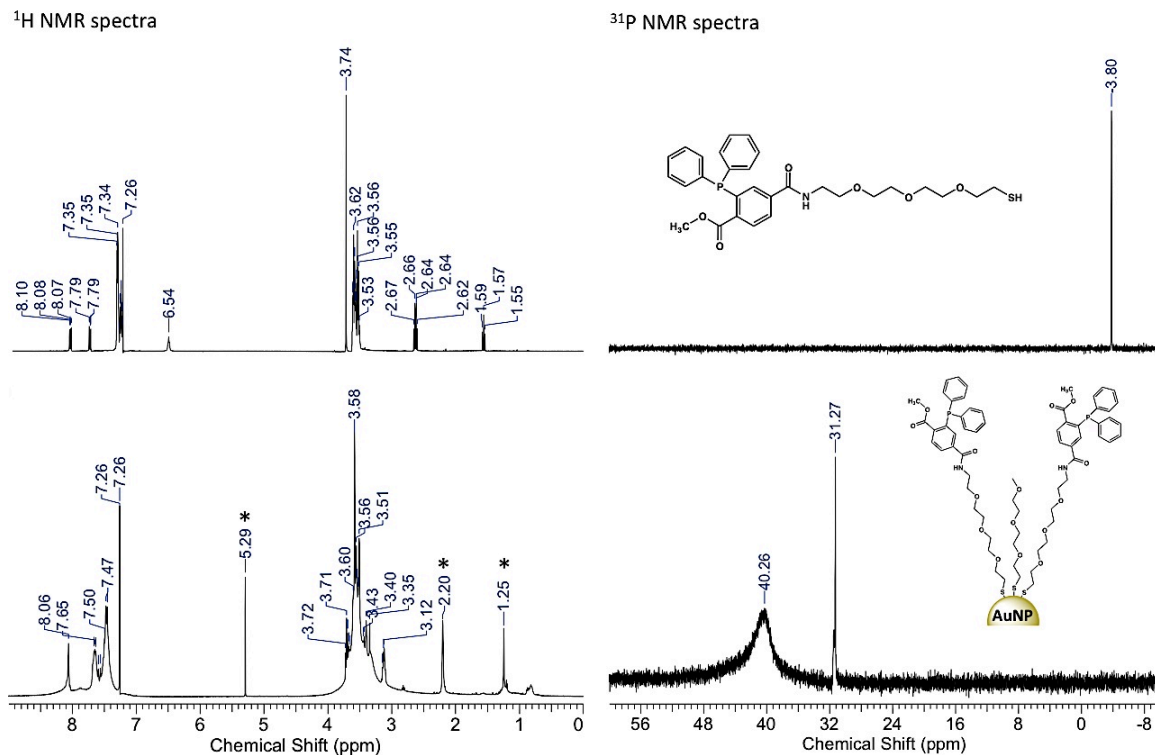 ¹H NMR spectra
³¹P NMR spectra
8.10
8.08
8.07
7.79
7.79
7.35
7.35
7.34
7.26
6.54
3.74
3.62
3.56
3.56
3.55
3.53
2.67
2.66
2.64
2.64
2.62
1.59
1.57
1.55
-3.80
P
O
N
H
O
O
O
SH
H₃C
O
O
8.06
7.65
7.50
7.47
7.26
7.26
5.29 *
3.72
3.71
3.60
3.58
3.56
3.51
3.43
3.40
3.35
3.12
2.20 *
1.25 *
8 7 6 5 4 3 2 1 0
Chemical Shift (ppm)
40.26
31.27
H₃C
O
O
P
O
HN
O
O
O
S
O
O
O
S
H₃C
O
O
P
O
HN
O
O
O
S
AuNP
56 48 40 32 24 16 8 0 -8
Chemical Shift (ppm)